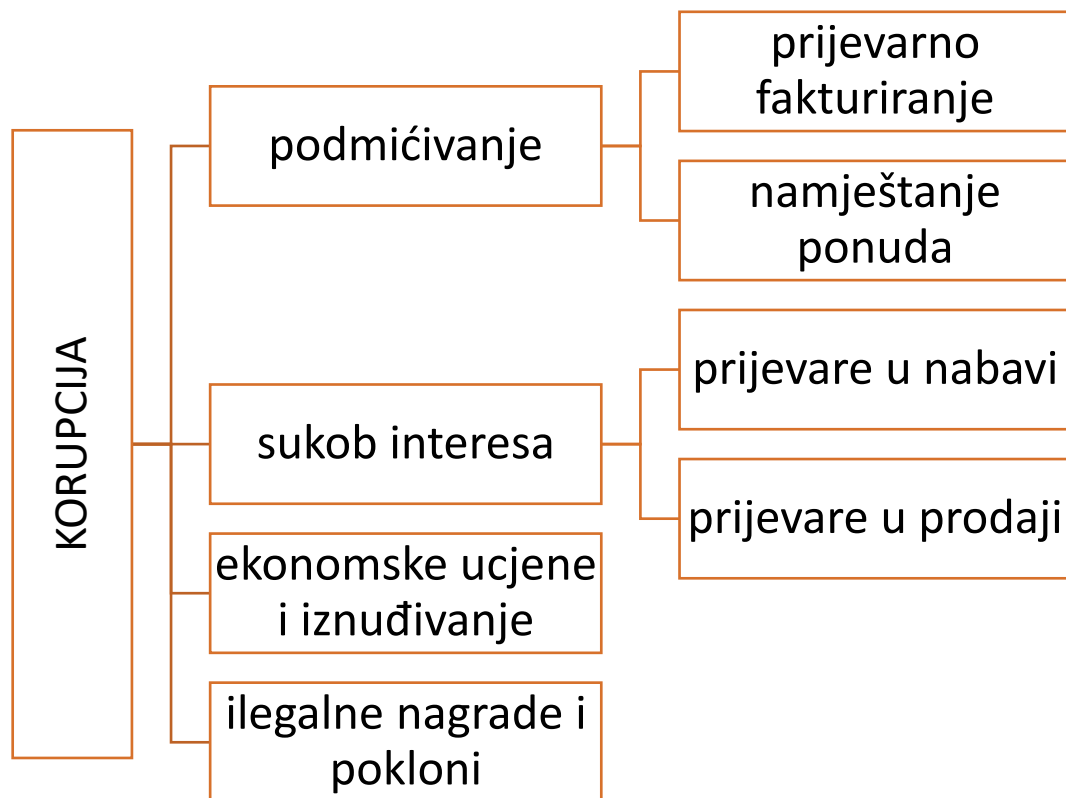 KORUPCIJA
podmićivanje
prijevarno
fakturiranje
namještanje
ponuda
sukob interesa
prijevare u nabavi
prijevare u prodaji
ekonomske ucjene
i iznuđivanje
ilegalne nagrade i
pokloni